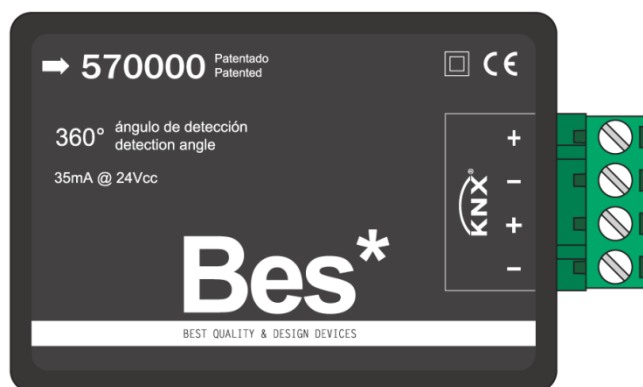 570000 Patentado
Patented
CE
360° ángulo de detección
detection angle
35mA @ 24Vcc
KNX®
+
−
+
−
Bes*
BEST QUALITY & DESIGN DEVICES